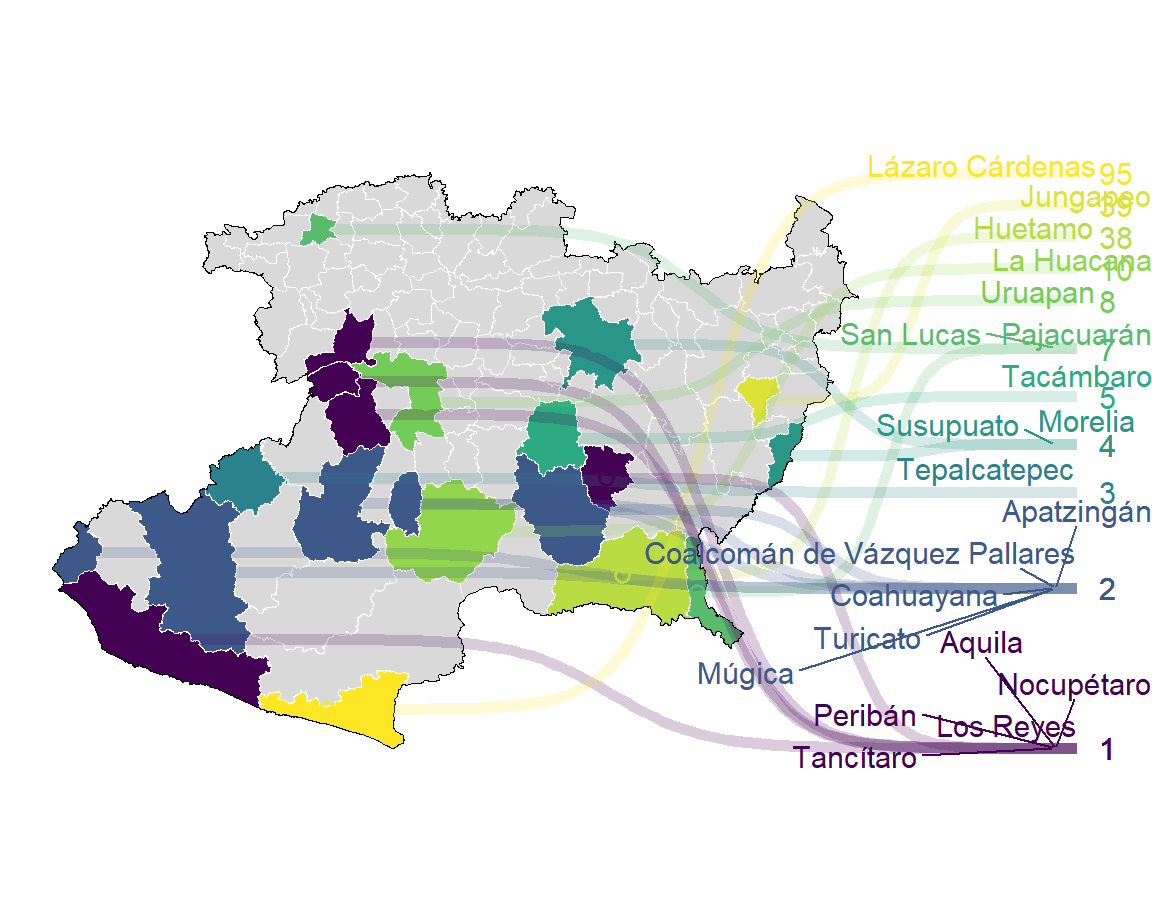 Lázaro Cárdenas 95
Jungapeo 39
Huetamo 38
La Huacana 10
Uruapan 8
San Lucas Pajacuarán 7
Tacámbaro 5
Susupuato Morelia 4
Tepalcatepec 3
Apatzingán
Coalcomán de Vázquez Pallares
Coahuayana 2
Turicato
Múgica
Aquila
Nocupétaro
Peribán
Los Reyes 1
Tancítaro